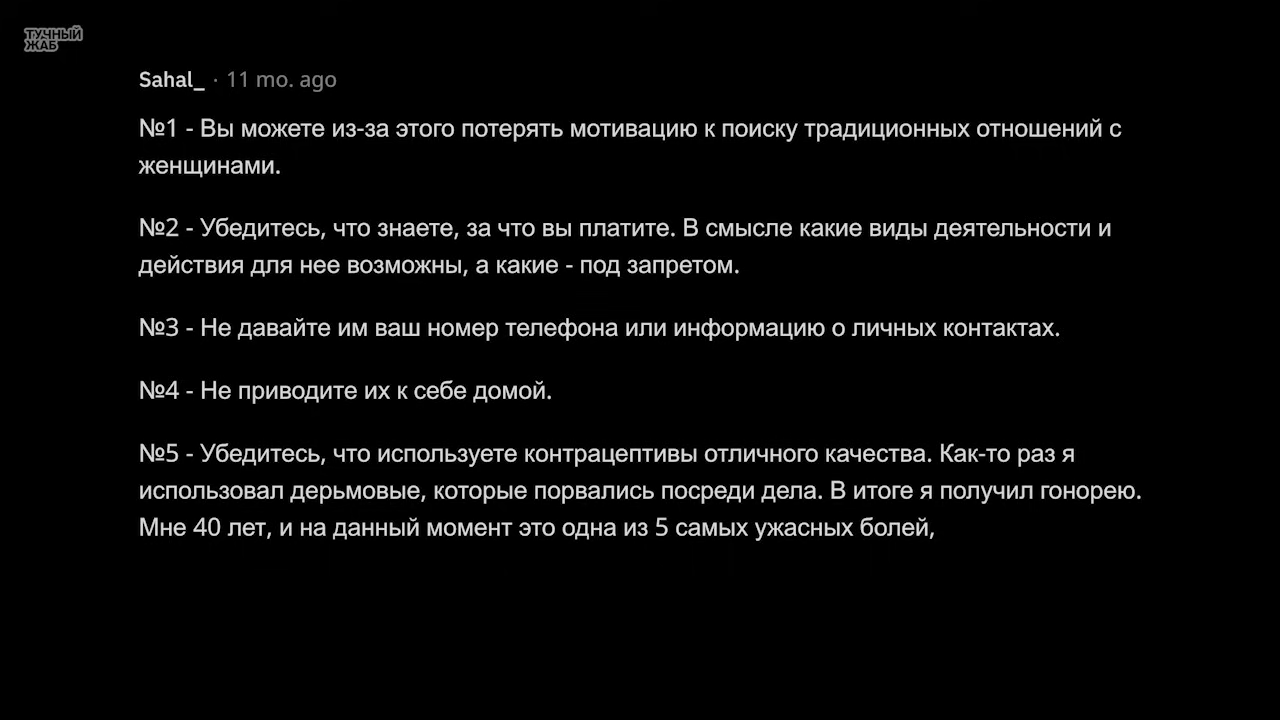 ТУЧНЫЙ
ЖАБ
Sahal_ · 11 mo. ago
№1 - Вы можете из-за этого потерять мотивацию к поиску традиционных отношений с
женщинами.
№2 - Убедитесь, что знаете, за что вы платите. В смысле какие виды деятельности и
действия для нее возможны, а какие - под запретом.
№3 - Не давайте им ваш номер телефона или информацию о личных контактах.
№4 - Не приводите их к себе домой.
№5 - Убедитесь, что используете контрацептивы отличного качества. Как-то раз я
использовал дерьмовые, которые порвались посреди дела. В итоге я получил гонорею.
Мне 40 лет, и на данный момент это одна из 5 самых ужасных болей,